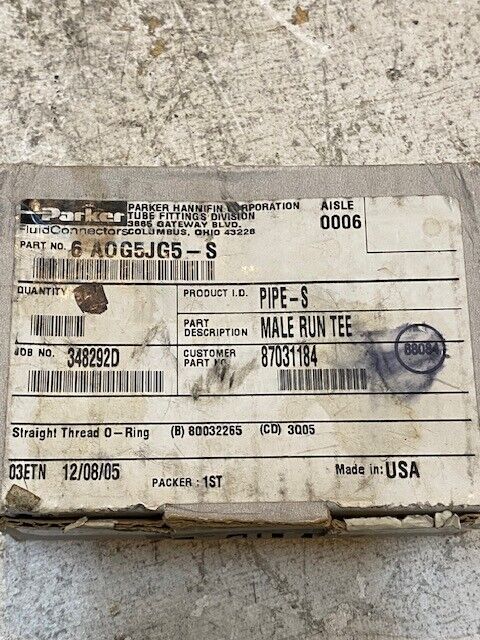 Parker
FluidConnectors
PARKER HANNIFIN CORPORATION
TUBE FITTINGS DIVISION
3885 GATEWAY BLVD.
COLUMBUS, OHIO 43228
AISLE
0006
PART NO. 6 AOG5JG5-S
QUANTITY
PRODUCT I.D. PIPE-S
PART DESCRIPTION MALE RUN TEE
JOB NO. 348292D
CUSTOMER PART NO. 87031184
68084
Straight Thread O-Ring (B) 80032265 (CD) 3005
03ETN 12/08/05 PACKER : 1ST Made in: USA